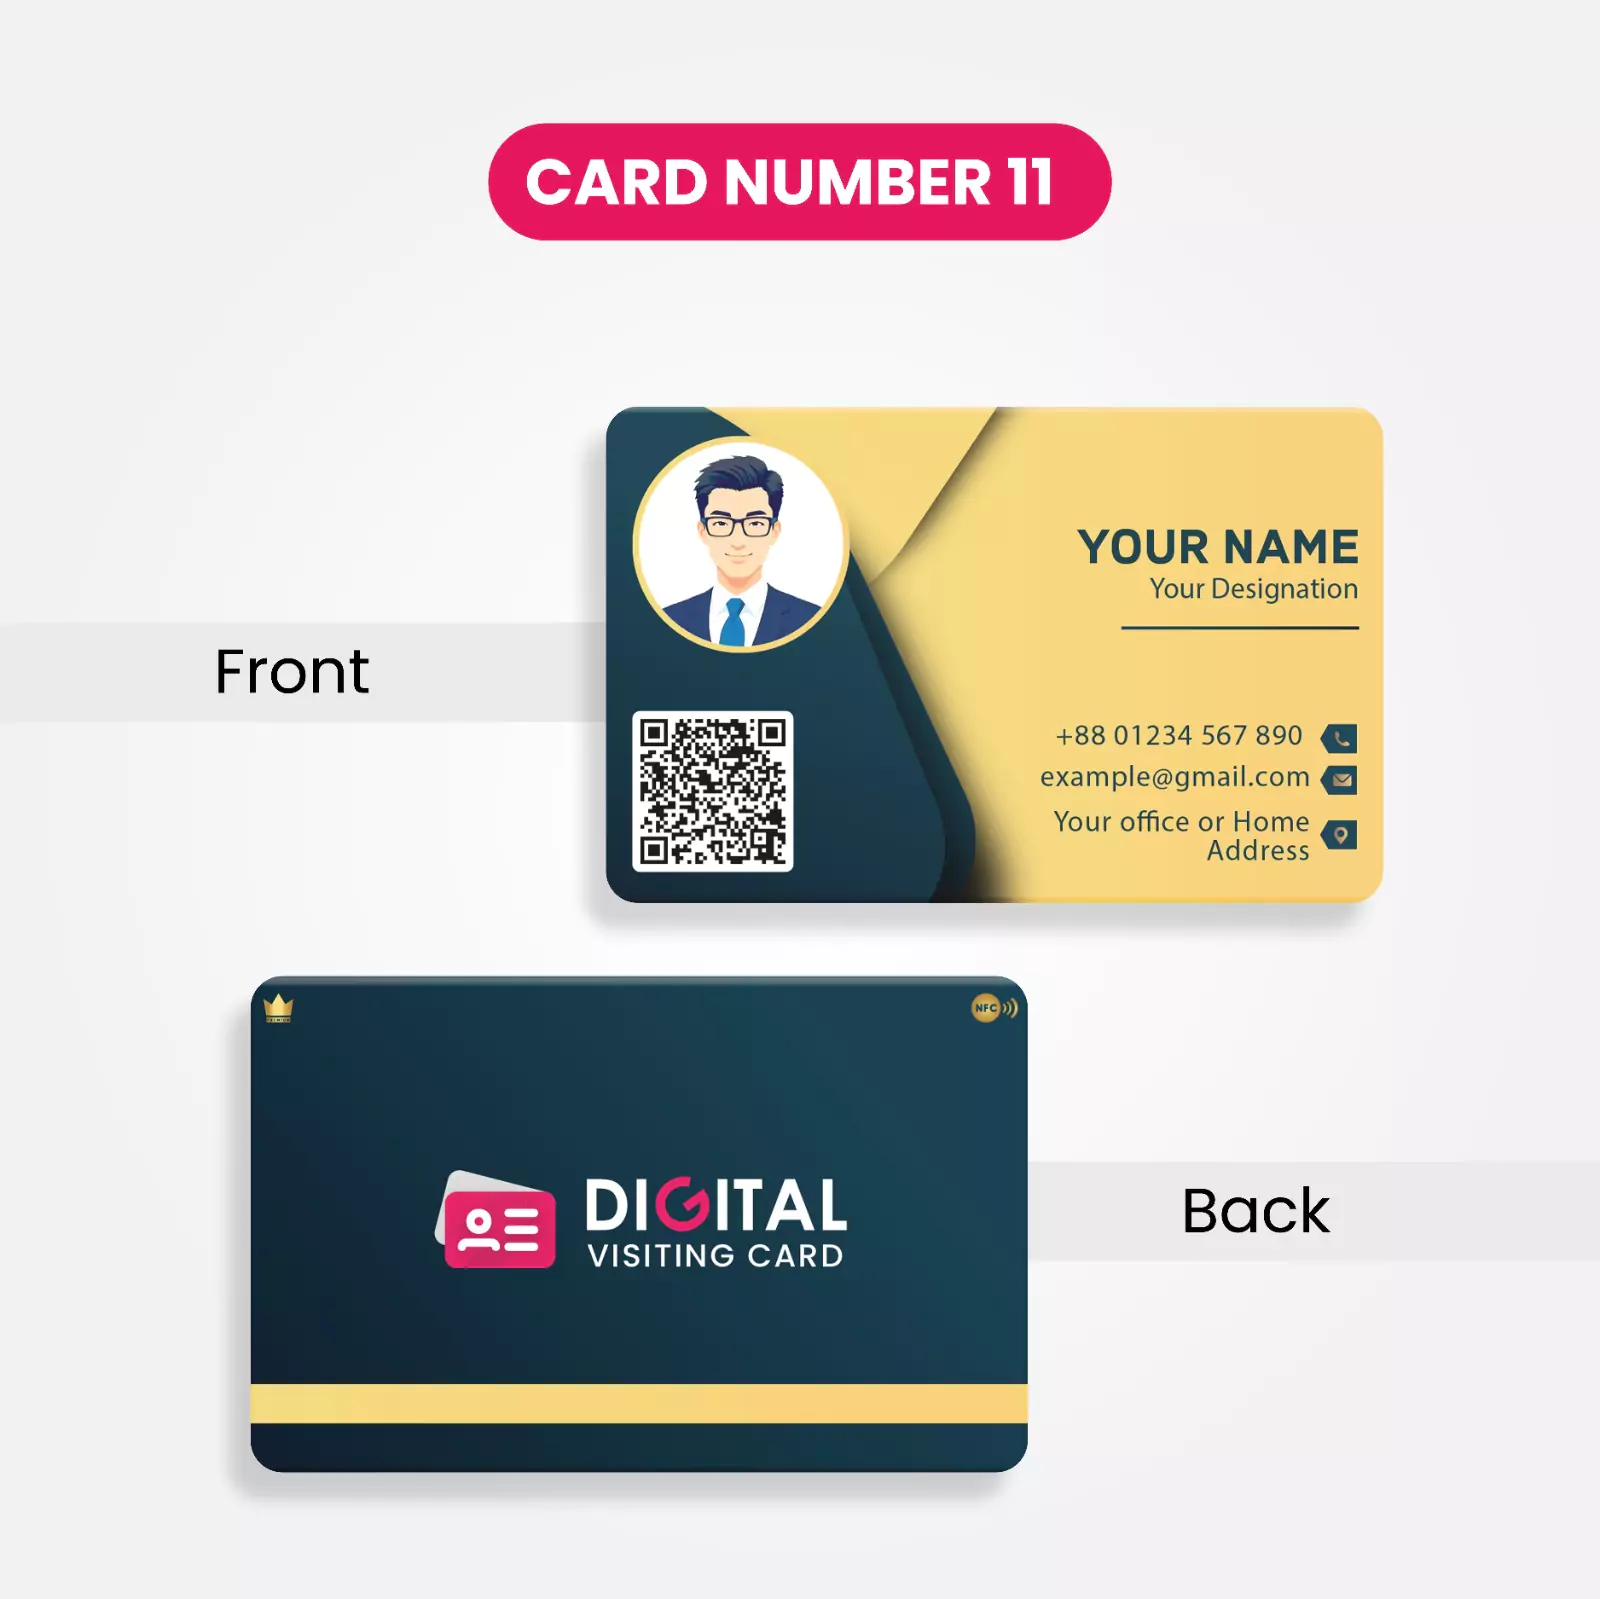 CARD NUMBER 11
YOUR NAME
Your Designation
Front
+88 01234 567 890
example@gmail.com
Your office or Home
Address
NFC
DIGITAL
VISITING CARD
Back